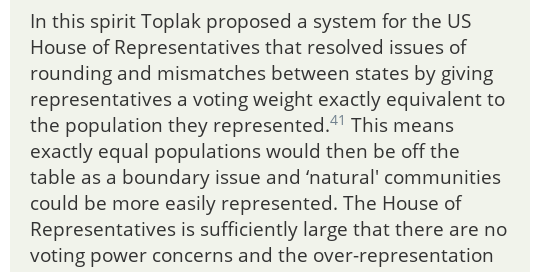 In this spirit Toplak proposed a system for the US
House of Representatives that resolved issues of
rounding and mismatches between states by giving
representatives a voting weight exactly equivalent to
the population they represented.41 This means
exactly equal populations would then be off the
table as a boundary issue and ‘natural' communities
could be more easily represented. The House of
Representatives is sufficiently large that there are no
voting power concerns and the over-representation